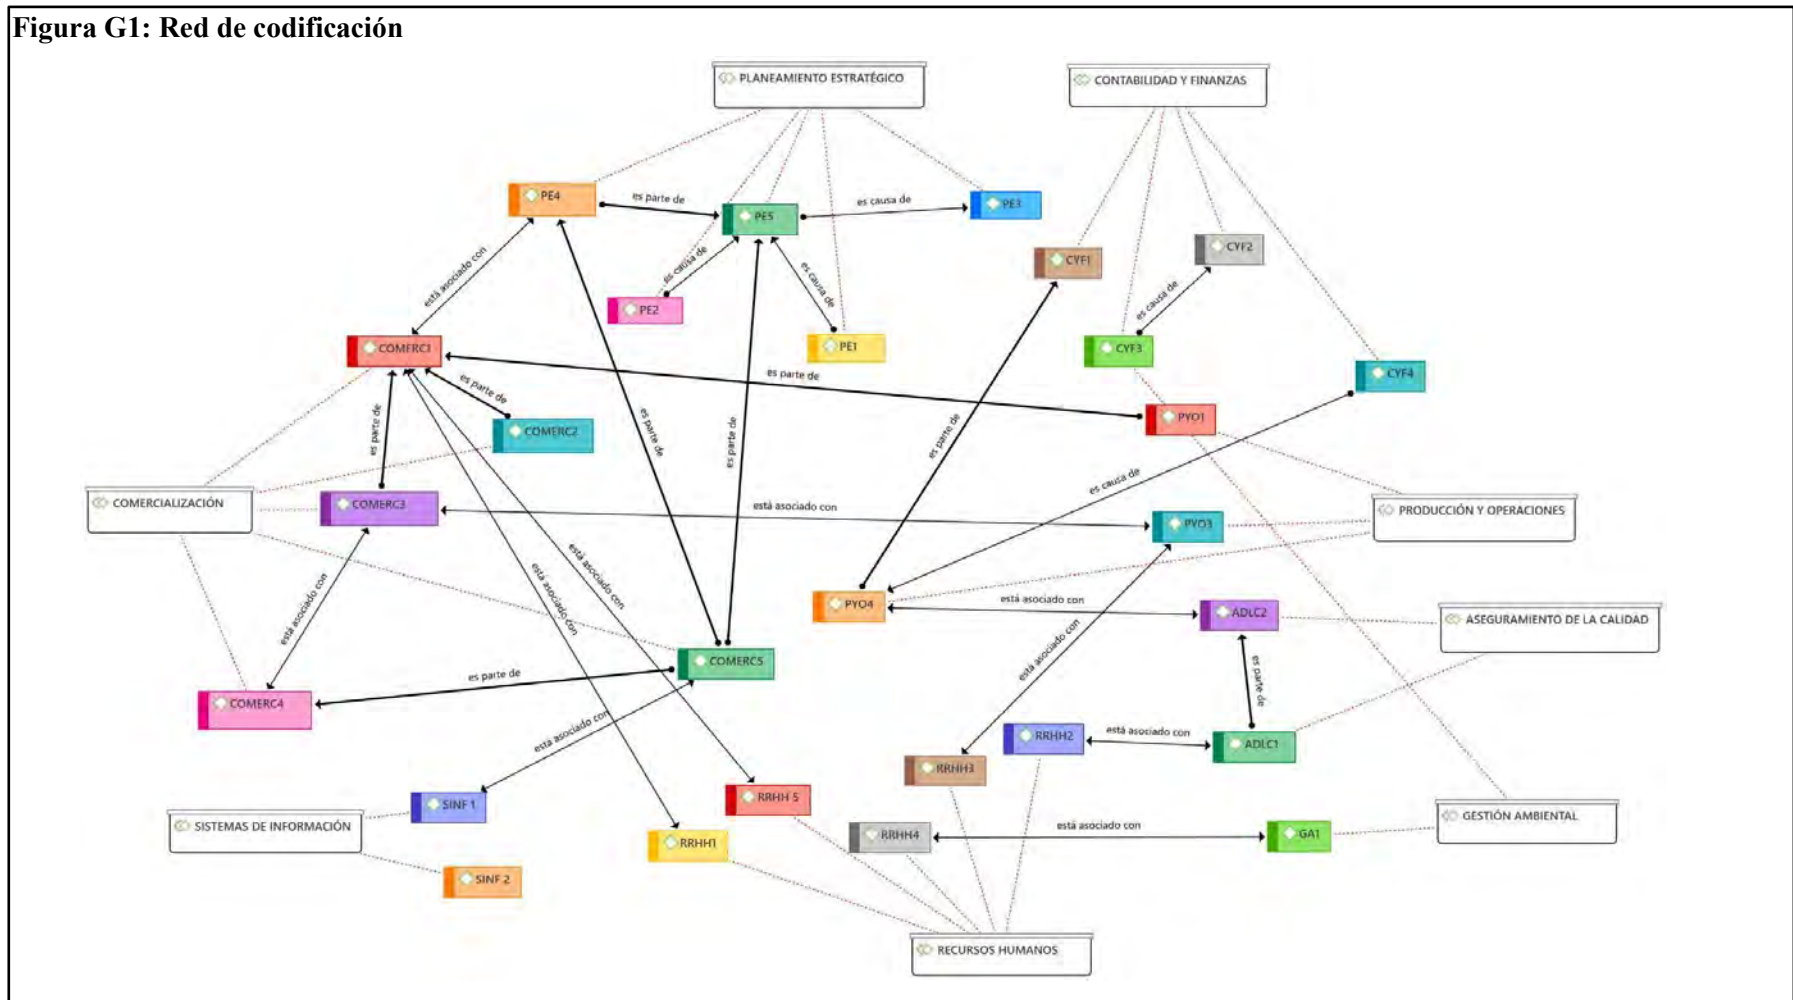 Figura G1: Red de codificación
PLANEAMIENTO ESTRATÉGICO
CONTABILIDAD Y FINANZAS
PE4
es parte de
PE5
es causa de
PE3
está asociado con
es causa de
es causa de
PE2
PE1
CYF1
CYF2
es causa de
CYF3
CYF4
COMERC1
es parte de
es parte de
es parte de
COMERC2
PYO1
es parte de
es parte de
es parte de
es causa de
COMERCIALIZACIÓN
COMERC3
está asociado con
PYO3
PRODUCCIÓN Y OPERACIONES
está asociado con
está asociado con
está asociado con
PYO4
está asociado con
ADLC2
ASEGURAMIENTO DE LA CALIDAD
está asociado con
es parte de
COMERC5
es parte de
COMERC4
está asociado con
RRHH2
está asociado con
ADLC1
RRHH3
SINF 1
RRHH 5
SISTEMAS DE INFORMACIÓN
RRHH1
RRHH4
está asociado con
GA1
GESTIÓN AMBIENTAL
SINF 2
RECURSOS HUMANOS